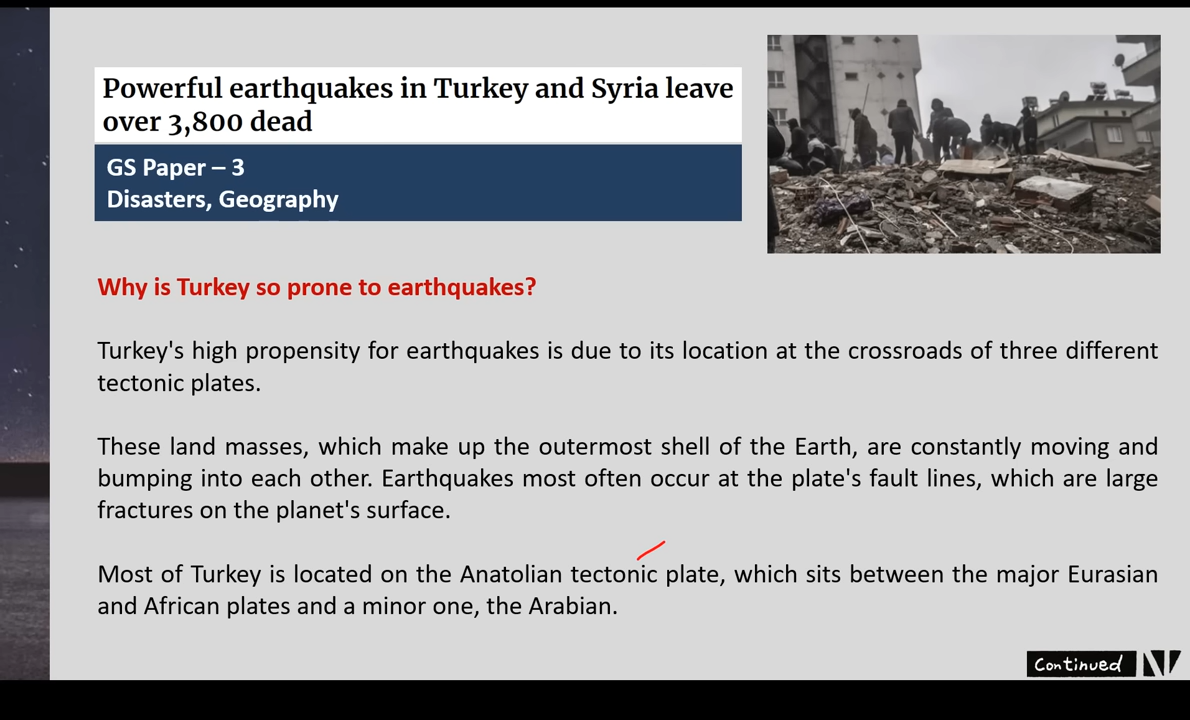 Powerful earthquakes in Turkey and Syria leave
over 3,800 dead
GS Paper – 3
Disasters, Geography
Why is Turkey so prone to earthquakes?
Turkey's high propensity for earthquakes is due to its location at the crossroads of three different
tectonic plates.
These land masses, which make up the outermost shell of the Earth, are constantly moving and
bumping into each other. Earthquakes most often occur at the plate's fault lines, which are large
fractures on the planet's surface.
Most of Turkey is located on the Anatolian tectonic plate, which sits between the major Eurasian
and African plates and a minor one, the Arabian.
Continued